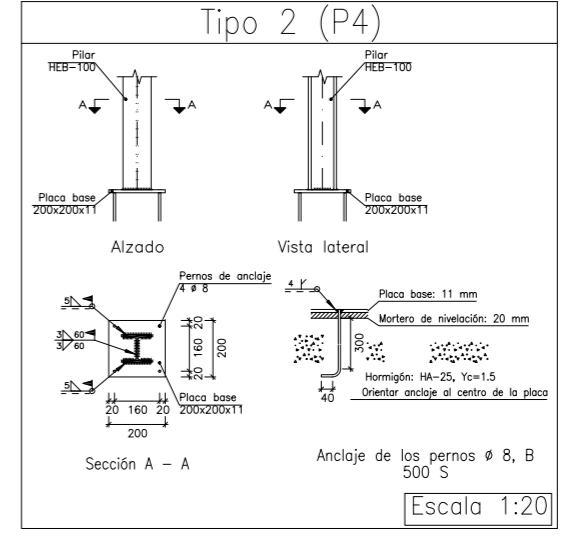 Tipo 2 (P4)
Pilar
HEB-100
Pilar
HEB-100
A
A
A
A
Placa base
200x200x11
Placa base
200x200x11
Alzado
Vista lateral
Pernos de anclaje
4 ø 8
5
3 60
3 60
5
20
160
20
200
20 160 20
200
Placa base
200x200x11
Sección A - A
4
Placa base: 11 mm
Mortero de nivelación: 20 mm
300
40
Hormigón: HA-25, Yc=1.5
Orientar anclaje al centro de la placa
Anclaje de los pernos ø 8, B
500 S
Escala 1:20